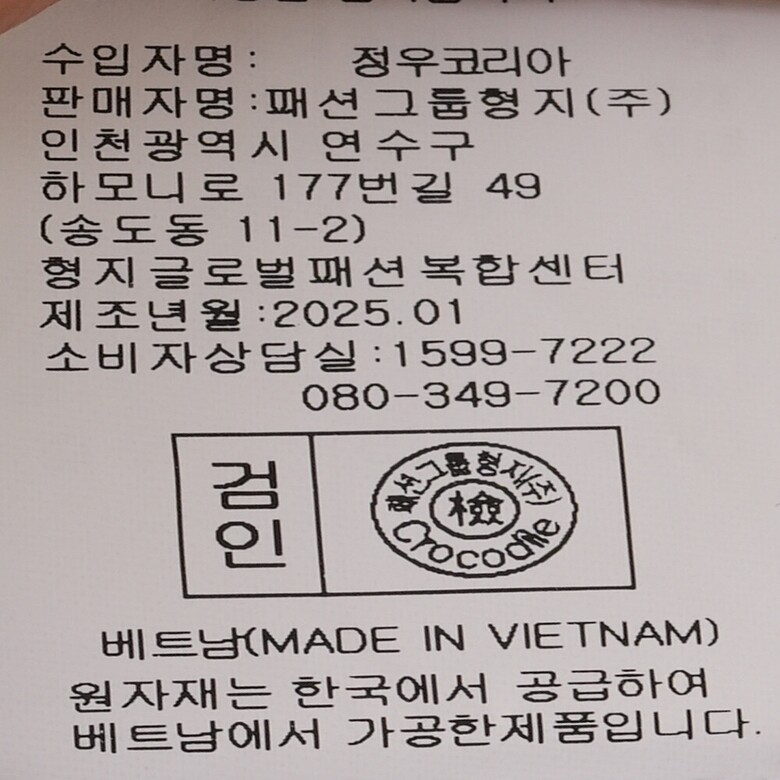 수입자명: 정우코리아
판매자명:패션그룹형지(주)
인천광역시 연수구
하모니로 177번길 49
(송도동 11-2)
형지글로벌패션복합센터
제조년월:2025.01
소비자상담실:1599-7222
080-349-7200
검인
패션그룹형지(주)
檢
Crocodile
베트남(MADE IN VIETNAM)
원자재는 한국에서 공급하여
베트남에서 가공한제품입니다.